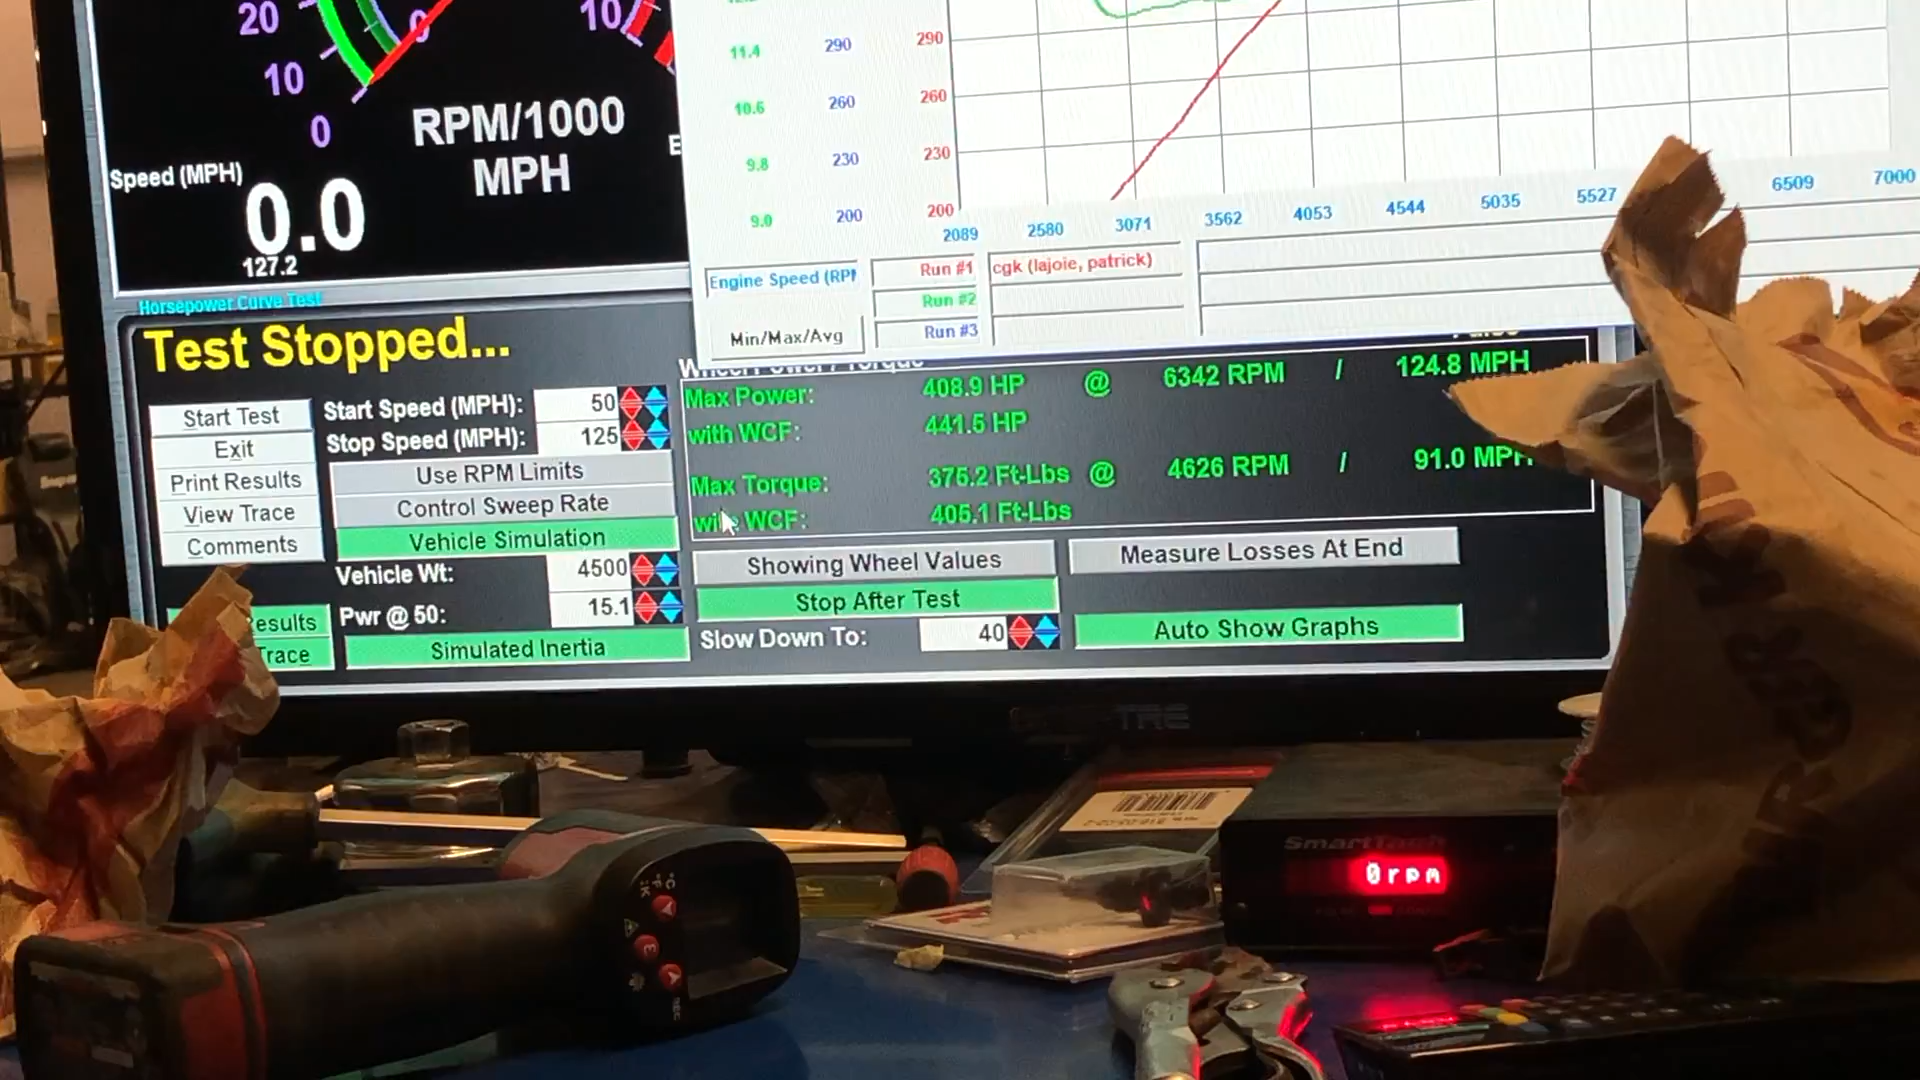 20
10
0
10
RPM/1000
MPH
Speed (MPH)
0.0
127.2
11.4 290 290
10.6 260 260
9.8 230 230
9.0 200 200
2089 2580 3071 3562 4053 4544 5035 5527 6509 7000
Engine Speed (RPM
Min/Max/Avg
Run #1 cgk (lajoie, patrick)
Run #2
Run #3
Horsepower Curve Test
Test Stopped...
Start Test
Exit
Print Results
View Trace
Comments
Start Speed (MPH): 50
Stop Speed (MPH): 125
Use RPM Limits
Control Sweep Rate
Vehicle Simulation
Vehicle Wt: 4500
Pwr @ 50: 15.1
Simulated Inertia
esults
Trace
Max Power: 408.9 HP @ 6342 RPM / 124.8 MPH
with WCF: 441.5 HP
Max Torque: 375.2 Ft-Lbs @ 4626 RPM / 91.0 MPH
with WCF: 405.1 Ft-Lbs
Showing Wheel Values
Measure Losses At End
Stop After Test
Slow Down To: 40
Auto Show Graphs
TRE
SmartTach
0rpm